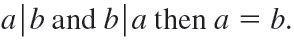 a|b and b|a then a = b.